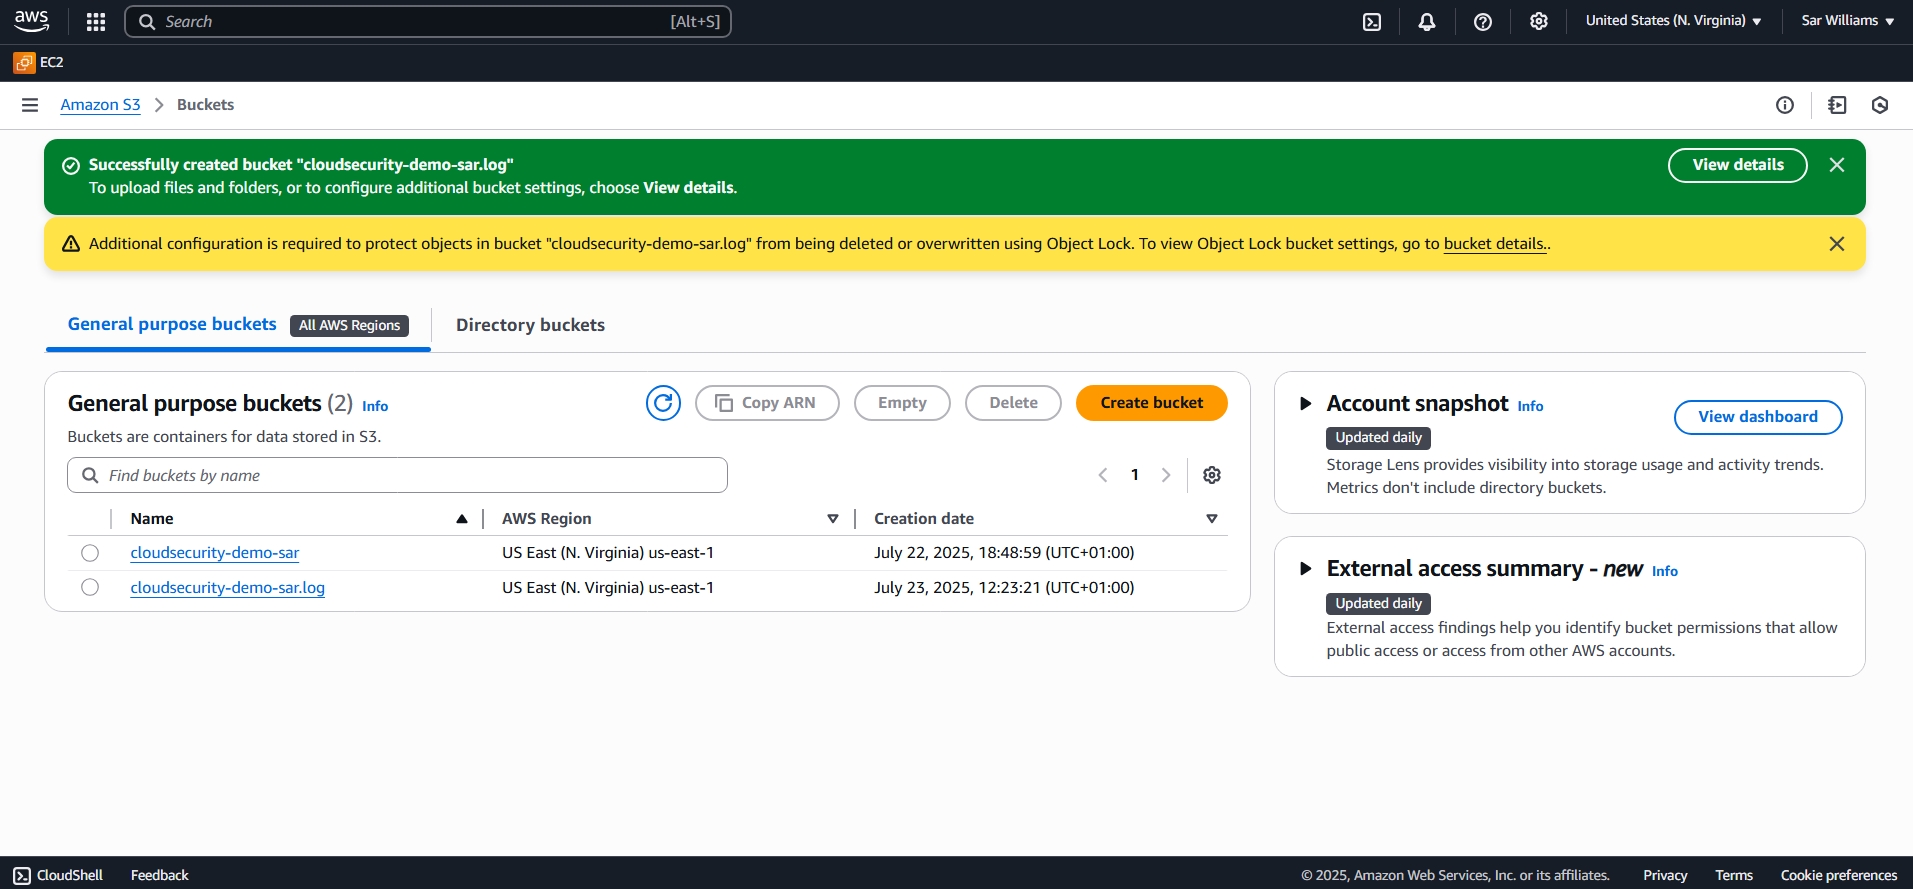 aws
Search [Alt+S]
United States (N. Virginia) ▼
Sar Williams ▼
EC2
Amazon S3 > Buckets
Successfully created bucket "cloudsecurity-demo-sar.log"
To upload files and folders, or to configure additional bucket settings, choose View details.
View details
Additional configuration is required to protect objects in bucket "cloudsecurity-demo-sar.log" from being deleted or overwritten using Object Lock. To view Object Lock bucket settings, go to bucket details..
General purpose buckets All AWS Regions
Directory buckets
General purpose buckets (2) Info
Copy ARN
Empty
Delete
Create bucket
Buckets are containers for data stored in S3.
Find buckets by name
1
Name AWS Region Creation date
cloudsecurity-demo-sar US East (N. Virginia) us-east-1 July 22, 2025, 18:48:59 (UTC+01:00)
cloudsecurity-demo-sar.log US East (N. Virginia) us-east-1 July 23, 2025, 12:23:21 (UTC+01:00)
Account snapshot Info
Updated daily
View dashboard
Storage Lens provides visibility into storage usage and activity trends.
Metrics don't include directory buckets.
External access summary - new Info
Updated daily
External access findings help you identify bucket permissions that allow
public access or access from other AWS accounts.
CloudShell Feedback
© 2025, Amazon Web Services, Inc. or its affiliates. Privacy Terms Cookie preferences